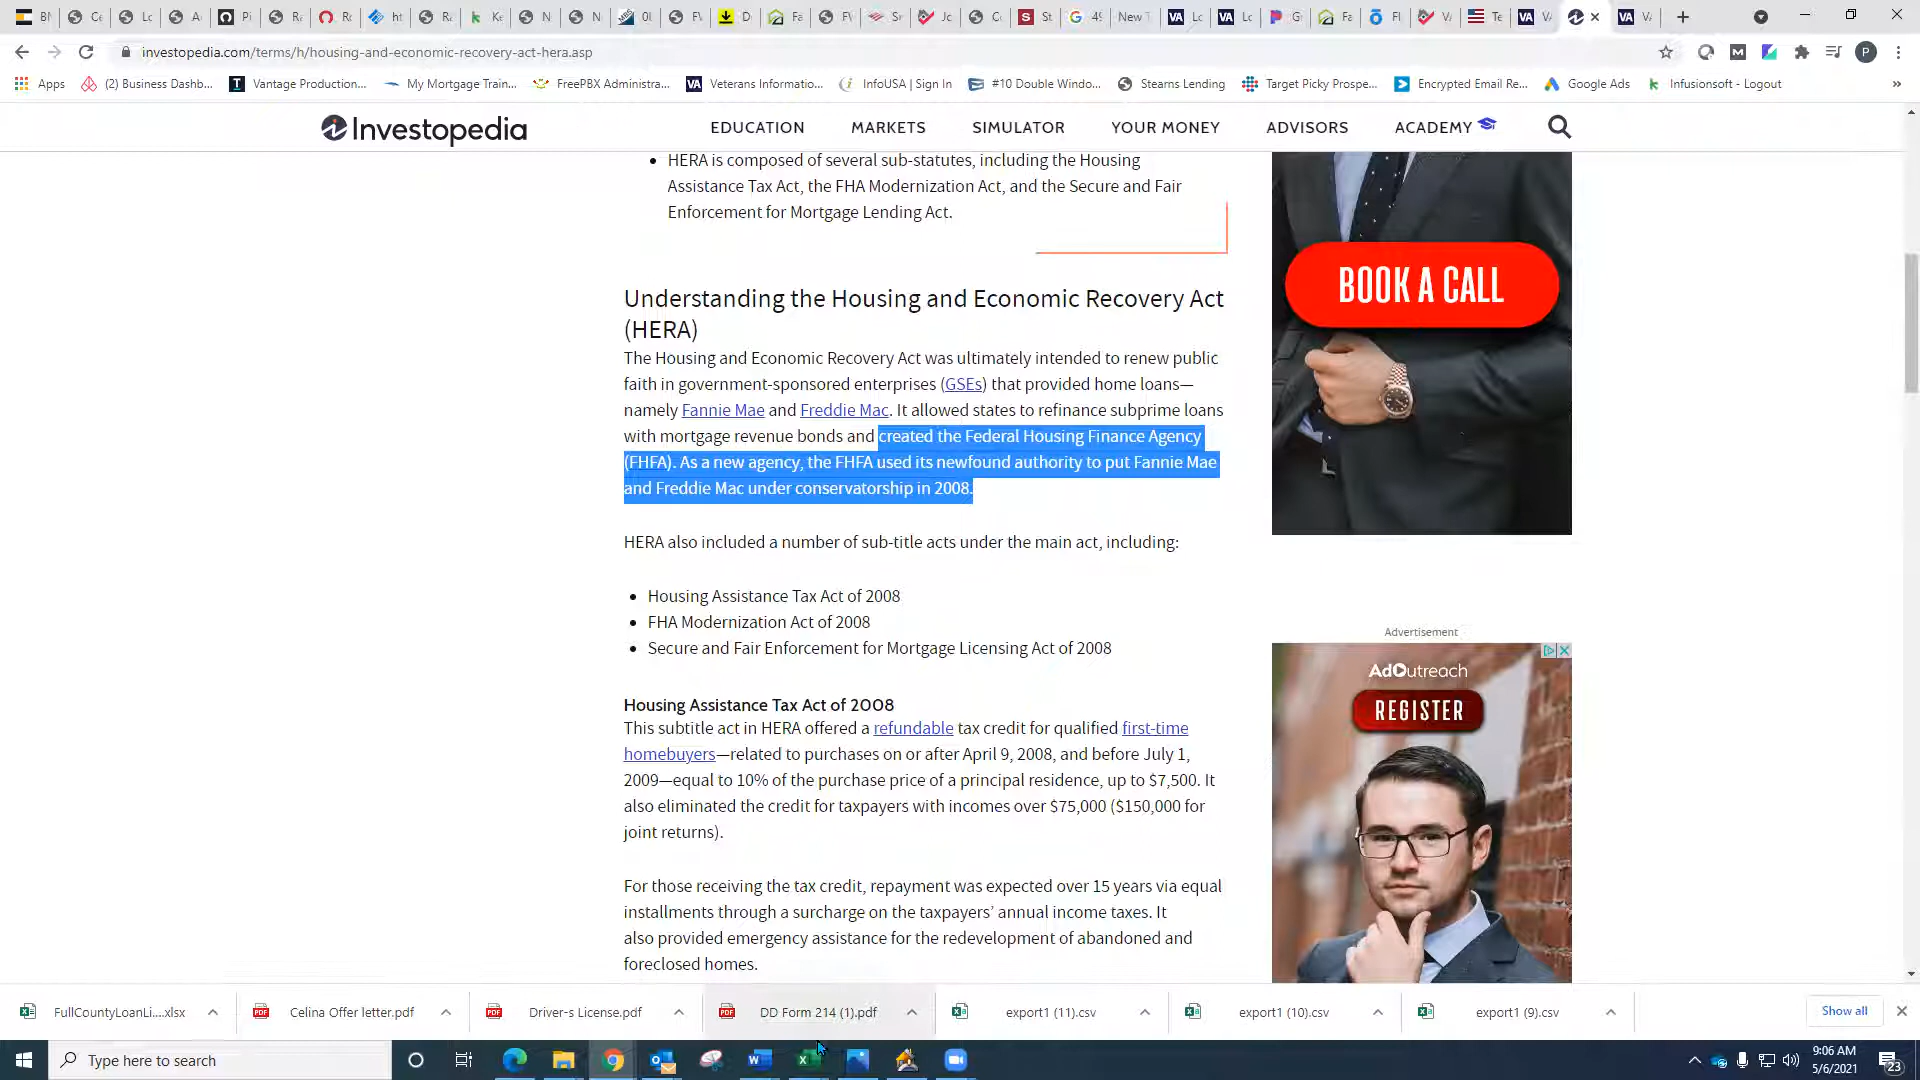 investopedia.com/terms/h/housing-and-economic-recovery-act-hera.asp
P
Apps
(2) Business Dashb...
Vantage Production...
My Mortgage Train...
FreePBX Administra...
Veterans Informatio...
InfoUSA | Sign In
#10 Double Windo...
Stearns Lending
Target Picky Prospe...
Encrypted Email Re...
Google Ads
Infusionsoft - Logout
Investopedia
EDUCATION
MARKETS
SIMULATOR
YOUR MONEY
ADVISORS
ACADEMY
HERA is composed of several sub-statutes, including the Housing
Assistance Tax Act, the FHA Modernization Act, and the Secure and Fair
Enforcement for Mortgage Lending Act.
BOOK A CALL
Understanding the Housing and Economic Recovery Act
(HERA)
The Housing and Economic Recovery Act was ultimately intended to renew public
faith in government-sponsored enterprises (GSEs) that provided home loans—
namely Fannie Mae and Freddie Mac. It allowed states to refinance subprime loans
with mortgage revenue bonds and created the Federal Housing Finance Agency
(FHFA). As a new agency, the FHFA used its newfound authority to put Fannie Mae
and Freddie Mac under conservatorship in 2008.
HERA also included a number of sub-title acts under the main act, including:
Housing Assistance Tax Act of 2008
FHA Modernization Act of 2008
Secure and Fair Enforcement for Mortgage Licensing Act of 2008
Advertisement
AdOutreach
REGISTER
Housing Assistance Tax Act of 2008
This subtitle act in HERA offered a refundable tax credit for qualified first-time
homebuyers—related to purchases on or after April 9, 2008, and before July 1,
2009—equal to 10% of the purchase price of a principal residence, up to $7,500. It
also eliminated the credit for taxpayers with incomes over $75,000 ($150,000 for
joint returns).
For those receiving the tax credit, repayment was expected over 15 years via equal
installments through a surcharge on the taxpayers’ annual income taxes. It
also provided emergency assistance for the redevelopment of abandoned and
foreclosed homes.
FullCountyLoanLi....xlsx
Celina Offer letter.pdf
Driver-s License.pdf
DD Form 214 (1).pdf
export1 (11).csv
export1 (10).csv
export1 (9).csv
Show all
Type here to search
9:06 AM
5/6/2021
23